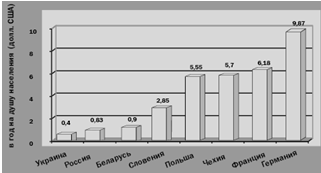 в год на душу населения (долл. США)
10
8
6
4
2
0
0,4
0,83
0,9
2,85
5,55
5,7
6,18
9,87
Украина
Россия
Беларусь
Словения
Польша
Чехия
Франция
Германия